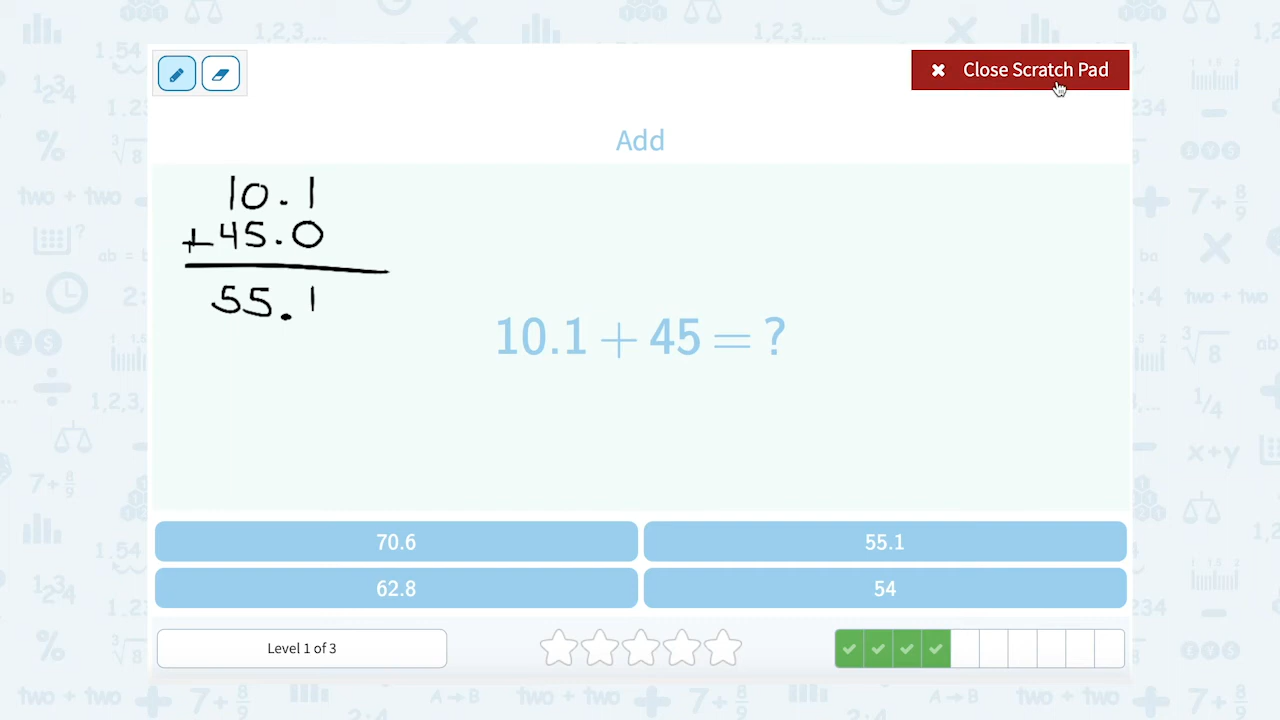 ✖ Close Scratch Pad
Add
10.1
+45.0
55.1
10.1 + 45 = ?
70.6
55.1
62.8
54
Level 1 of 3